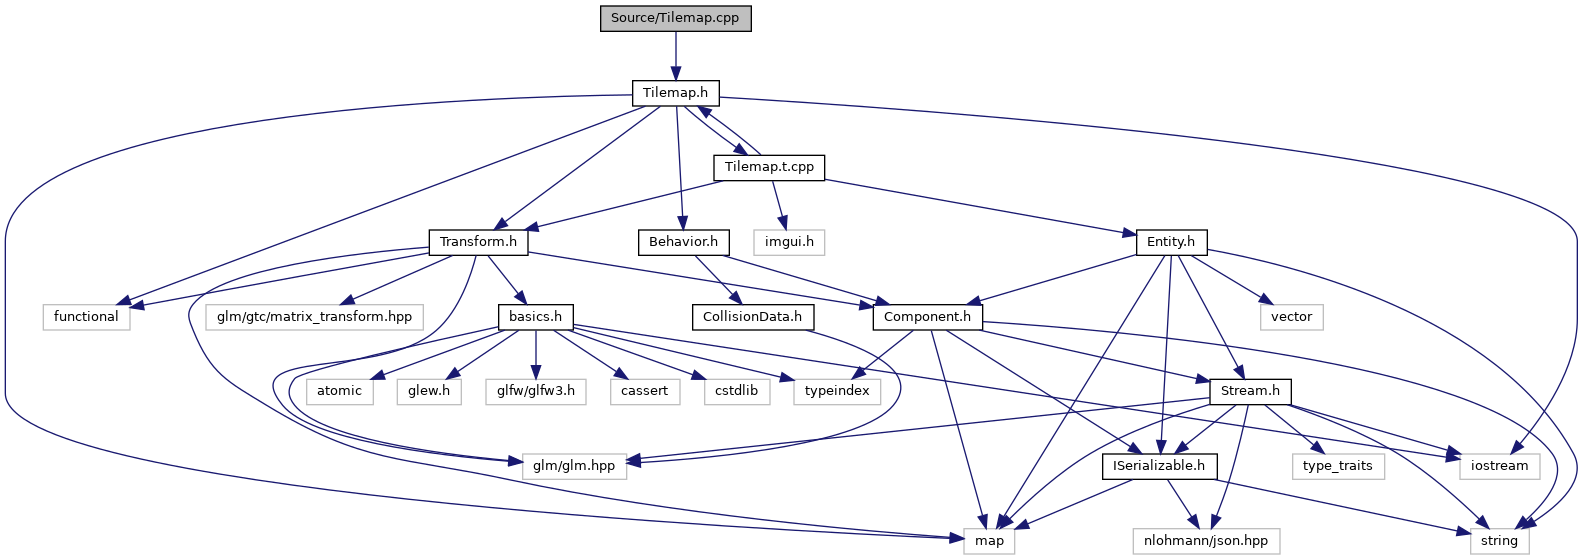 Source/Tilemap.cpp
Tilemap.h
Tilemap.t.cpp
Transform.h
Behavior.h
imgui.h
Entity.h
functional
glm/gtc/matrix_transform.hpp
basics.h
CollisionData.h
Component.h
vector
atomic
glew.h
glfw/glfw3.h
cassert
cstdlib
typeindex
Stream.h
glm/glm.hpp
ISerializable.h
type_traits
iostream
map
nlohmann/json.hpp
string